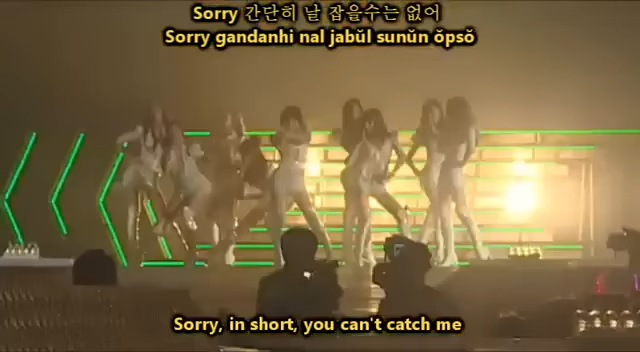 Sorry 간단히 날 잡을수는 없어
Sorry gandanhi nal jabŭl sunŭn ŏpsŏ
Sorry, in short, you can't catch me